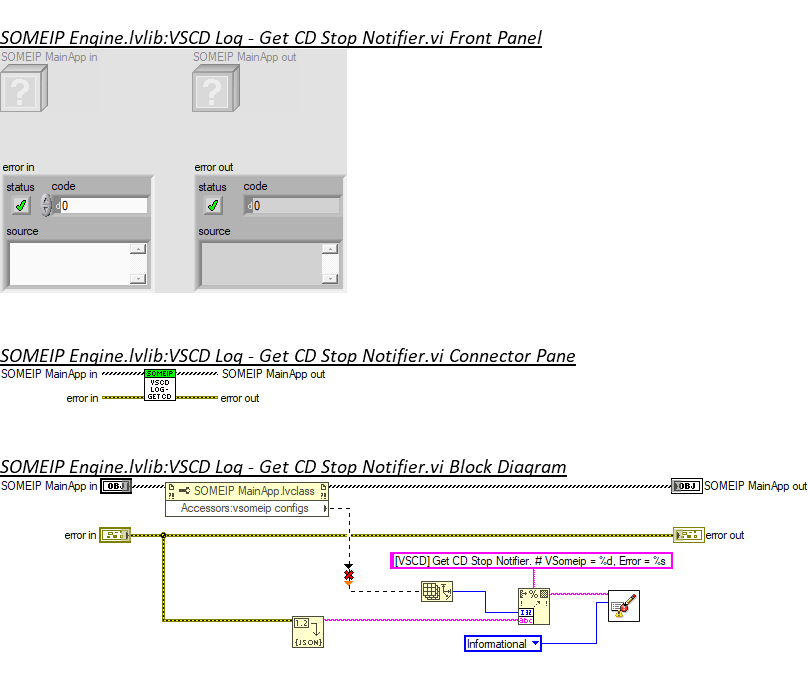 SOMEIP Engine.lvlib:VSCD Log - Get CD Stop Notifier.vi Front Panel
SOMEIP MainApp in
SOMEIP MainApp out
?
?
error in
error out
status
code
status
code
d0
d0
source
source
SOMEIP Engine.lvlib:VSCD Log - Get CD Stop Notifier.vi Connector Pane
SOMEIP MainApp in
SOMEIP MainApp out
SOMEIP
VSCD
LOG-
GET CD
error in
error out
SOMEIP Engine.lvlib:VSCD Log - Get CD Stop Notifier.vi Block Diagram
SOMEIP MainApp in
OBJ
SOMEIP MainApp.lvclass
?!
?!
OBJ
SOMEIP MainApp out
Accessors:vsomeip configs
error in
error out
[VSCD] Get CD Stop Notifier. # VSomeip = %d, Error = %s
%
I32
abc
1.2
{JSON}
Informational